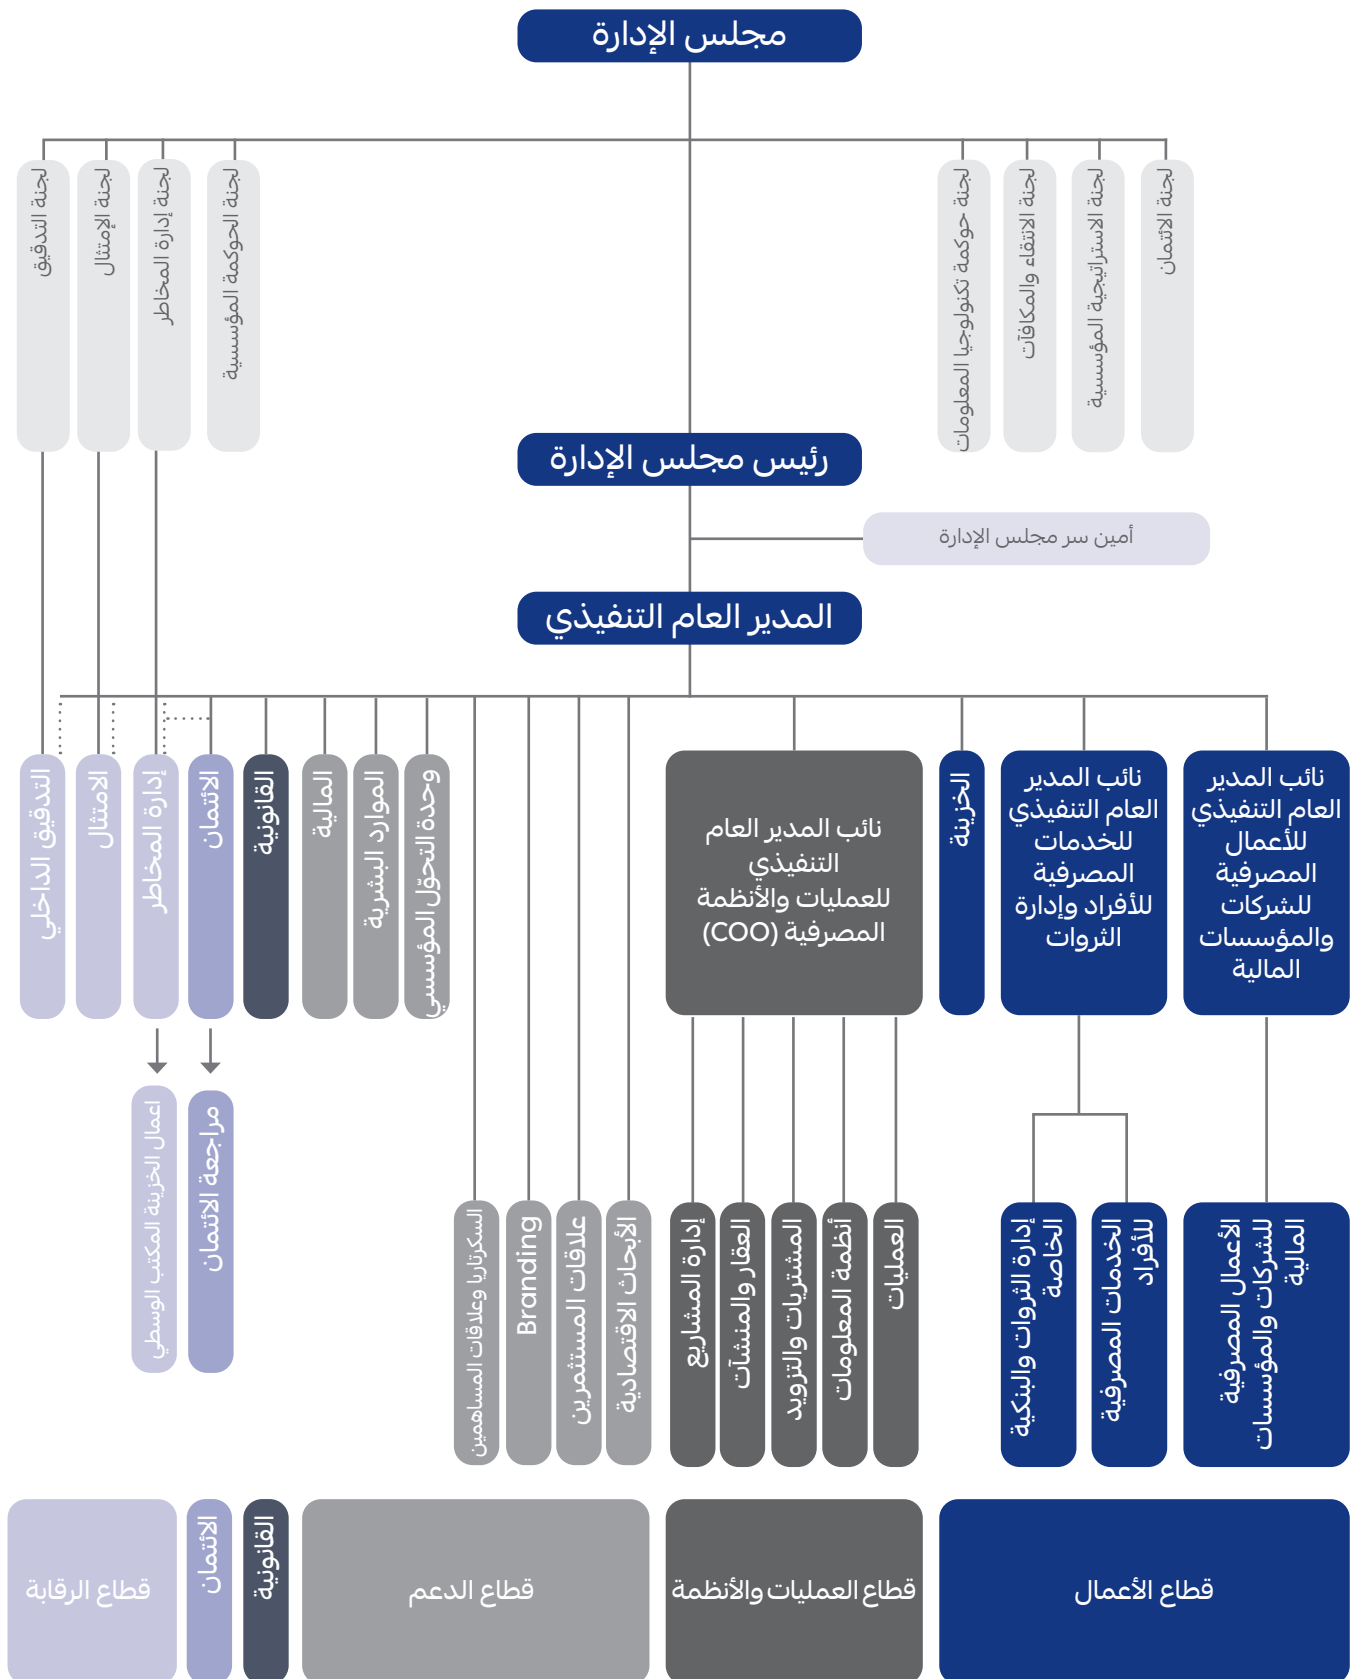 مجلس الإدارة
لجنة الائتمان
لجنة الاستراتيجية المؤسسية
لجنة الانتقاء والمكافآت
لجنة حوكمة تكنولوجيا المعلومات
لجنة الحوكمة المؤسسية
لجنة إدارة المخاطر
لجنة الإمتثال
لجنة التدقيق
رئيس مجلس الإدارة
أمين سر مجلس الإدارة
المدير العام التنفيذي
نائب المدير
العام التنفيذي
للأعمال
المصرفية
للشركات
والمؤسسات
المالية
نائب المدير
العام التنفيذي
للخدمات
المصرفية
للأفراد وإدارة
الثروات
الخزينة
نائب المدير العام
التنفيذي
للعمليات والأنظمة
المصرفية (COO)
وحدة التحوّل المؤسسي
الموارد البشرية
المالية
القانونية
الائتمان
إدارة المخاطر
الامتثال
التدقيق الداخلي
مراجعة الائتمان
اعمال الخزينة المكتب الوسطي
الأعمال المصرفية
للشركات والمؤسسات
المالية
الخدمات المصرفية
للأفراد
إدارة الثروات والبنكية
الخاصة
العمليات
أنظمة المعلومات
المشتريات والتزويد
العقار والمنشآت
إدارة المشاريع
الأبحاث الاقتصادية
علاقات المستثمرين
Branding
السكرتاريا وعلاقات المساهمين
قطاع الأعمال
قطاع العمليات والأنظمة
قطاع الدعم
القانونية
الائتمان
قطاع الرقابة